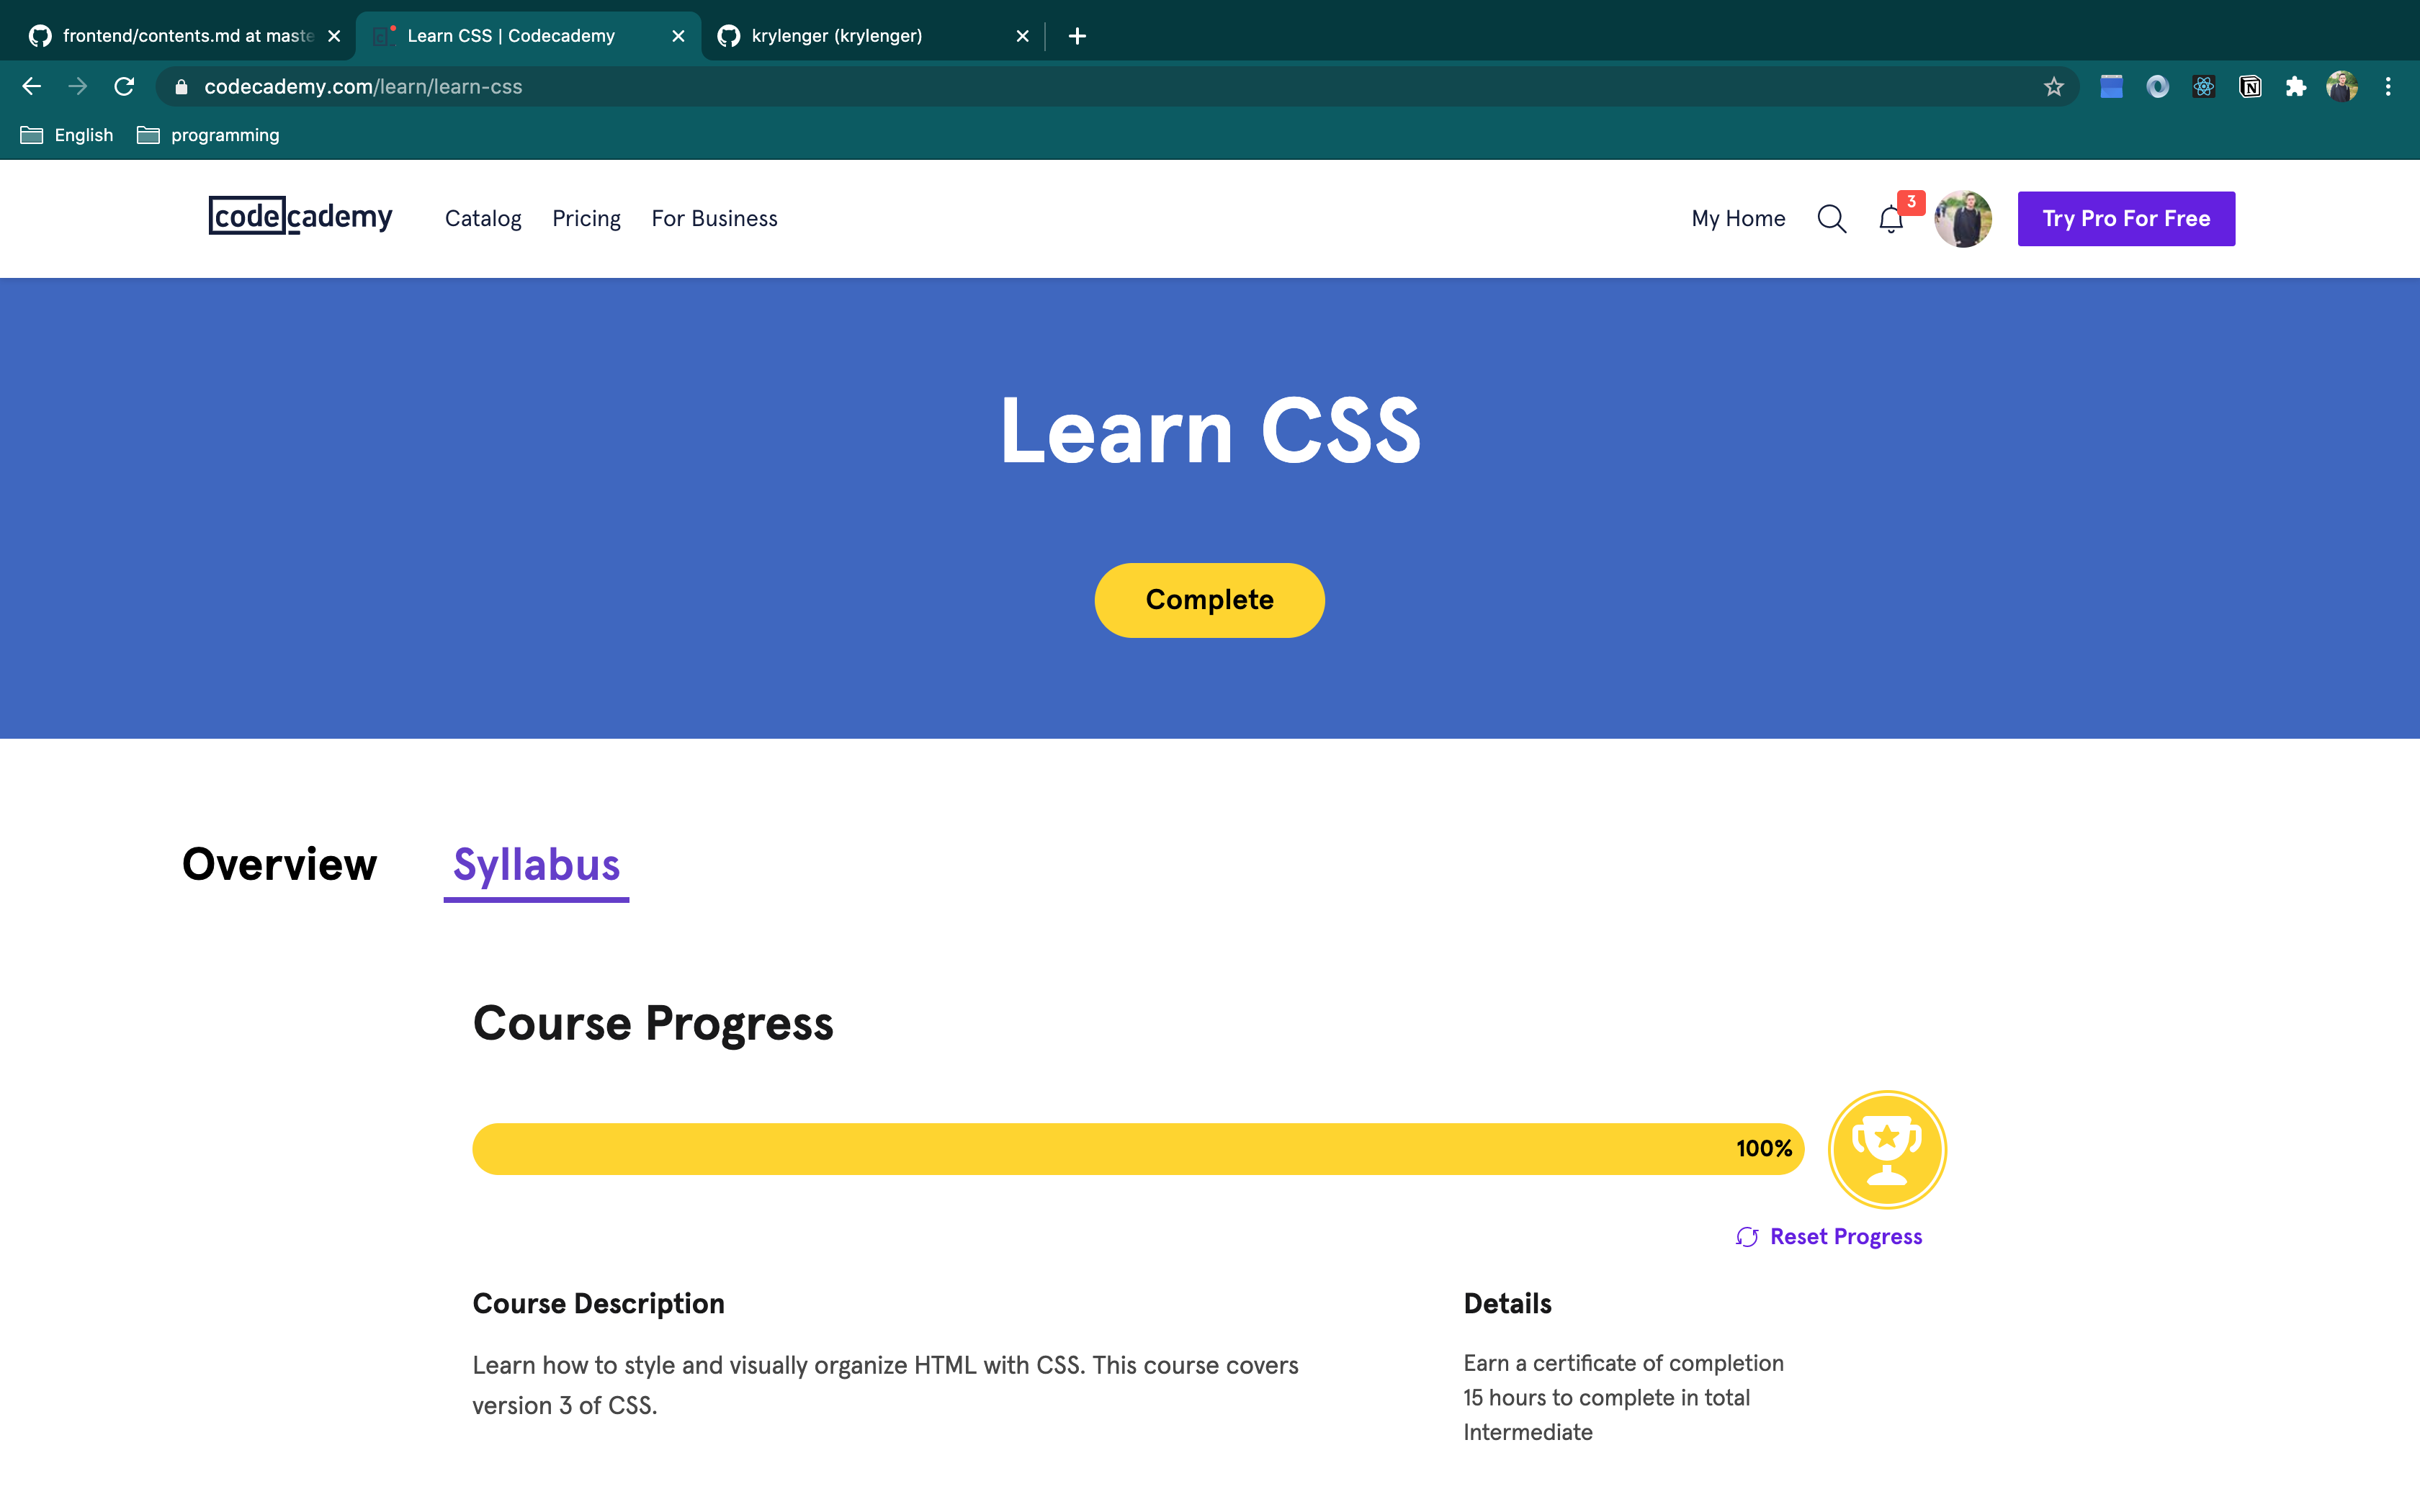 frontend/contents.md at maste
Learn CSS | Codecademy
krylenger (krylenger)
codecademy.com/learn/learn-css
English
programming
codecademy
Catalog
Pricing
For Business
My Home
3
Try Pro For Free
Learn CSS
Complete
Overview
Syllabus
Course Progress
100%
Reset Progress
Course Description
Learn how to style and visually organize HTML with CSS. This course covers
version 3 of CSS.
Details
Earn a certificate of completion
15 hours to complete in total
Intermediate